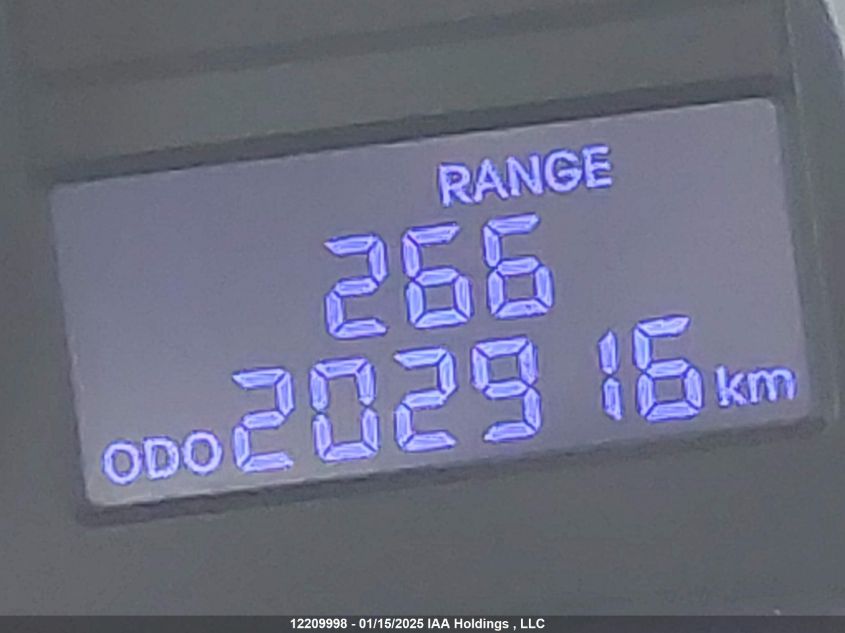 RANGE
266
ODO 202916 km
12209998 - 01/15/2025 IAA Holdings , LLC